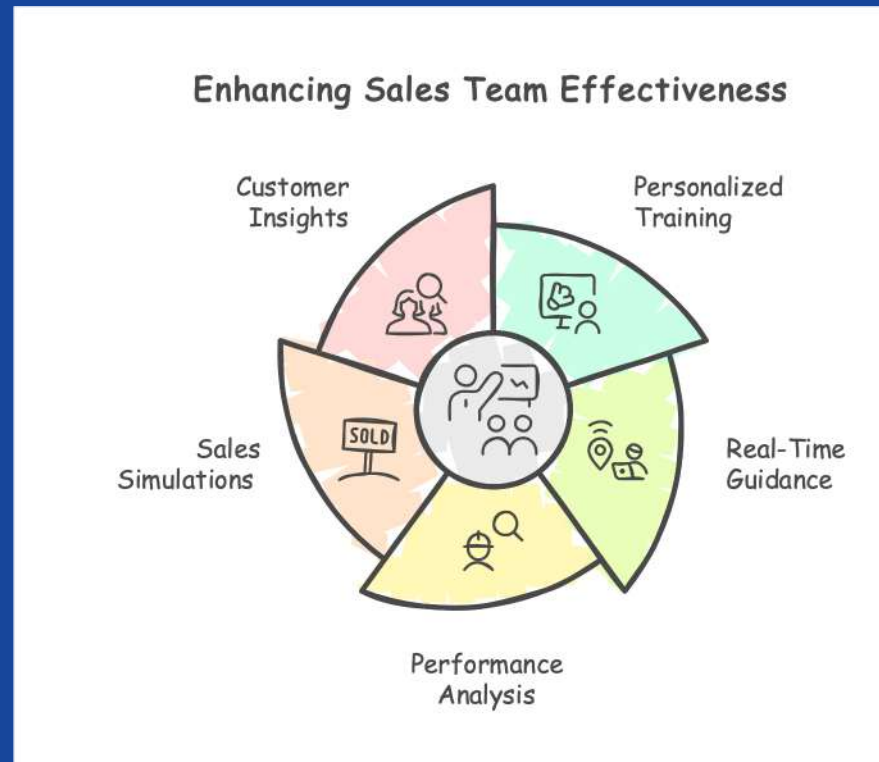 Enhancing Sales Team Effectiveness
Customer
Insights
Personalized
Training
SOLD
Sales
Simulations
Real-Time
Guidance
Performance
Analysis